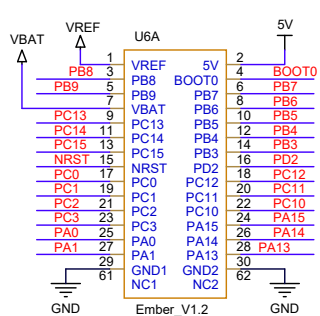 VREF
VBAT
U6A
5V
1 VREF 5V 2
PB8 3 PB8 BOOT0 4 BOOT0
PB9 5 PB9 PB7 6 PB7
7 VBAT PB6 8 PB6
PC13 9 PC13 PB5 10 PB5
PC14 11 PC14 PB4 12 PB4
PC15 13 PC15 PB3 14 PB3
NRST 15 NRST PD2 16 PD2
PC0 17 PC0 PC12 18 PC12
PC1 19 PC1 PC11 20 PC11
PC2 21 PC2 PC10 22 PC10
PC3 23 PC3 PA15 24 PA15
PA0 25 PA0 PA14 26 PA14
PA1 27 PA1 PA13 28 PA13
29 GND1 GND2 30
61 NC1 NC2 62
GND Ember_V1.2 GND